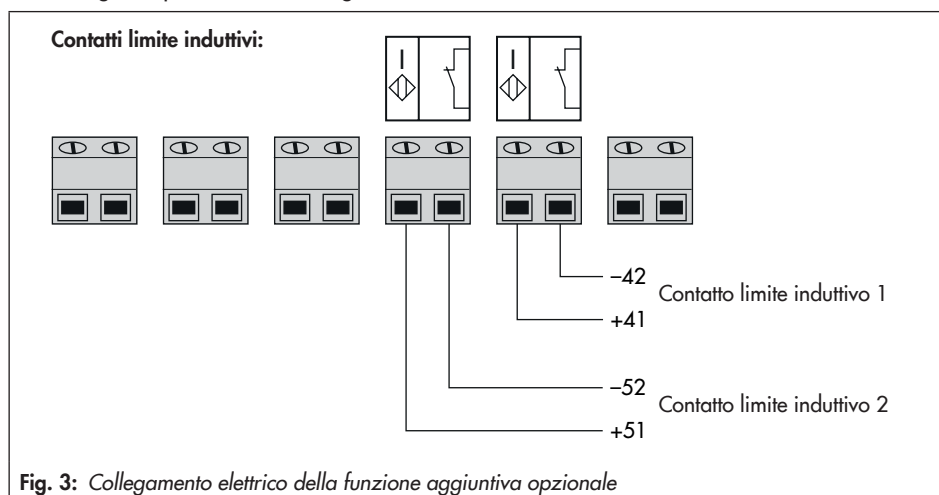 Contatti limite induttivi:
–42
Contatto limite induttivo 1
+41
–52
Contatto limite induttivo 2
+51
Fig. 3: Collegamento elettrico della funzione aggiuntiva opzionale